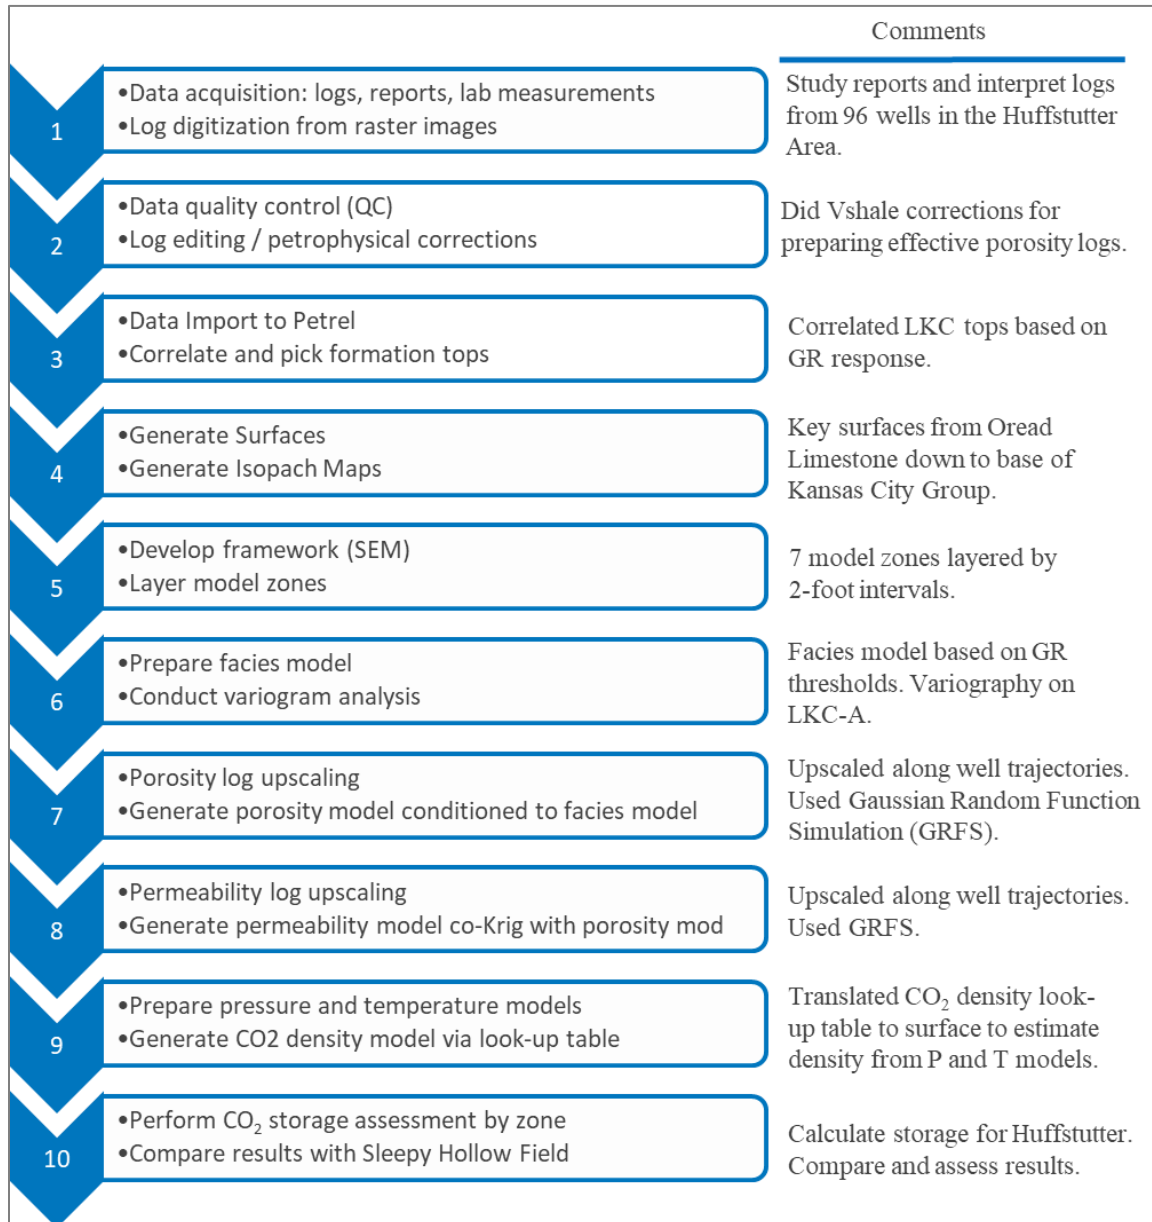 Comments
1
•Data acquisition: logs, reports, lab measurements
•Log digitization from raster images
Study reports and interpret logs
from 96 wells in the Huffstutter
Area.
2
•Data quality control (QC)
•Log editing / petrophysical corrections
Did Vshale corrections for
preparing effective porosity logs.
3
•Data Import to Petrel
•Correlate and pick formation tops
Correlated LKC tops based on
GR response.
4
•Generate Surfaces
•Generate Isopach Maps
Key surfaces from Oread
Limestone down to base of
Kansas City Group.
5
•Develop framework (SEM)
•Layer model zones
7 model zones layered by
2-foot intervals.
6
•Prepare facies model
•Conduct variogram analysis
Facies model based on GR
thresholds. Variography on
LKC-A.
7
•Porosity log upscaling
•Generate porosity model conditioned to facies model
Upscaled along well trajectories.
Used Gaussian Random Function
Simulation (GRFS).
8
•Permeability log upscaling
•Generate permeability model co-Krig with porosity mod
Upscaled along well trajectories.
Used GRFS.
9
•Prepare pressure and temperature models
•Generate CO2 density model via look-up table
Translated CO₂ density look-
up table to surface to estimate
density from P and T models.
10
•Perform CO₂ storage assessment by zone
•Compare results with Sleepy Hollow Field
Calculate storage for Huffstutter.
Compare and assess results.